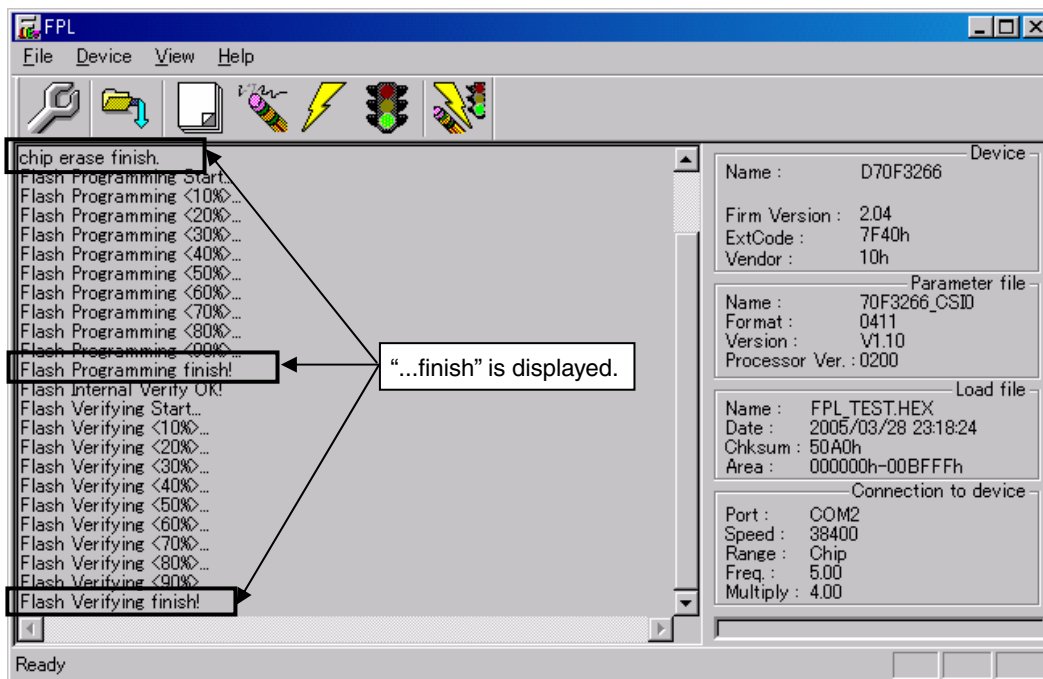 FPL
File Device View Help
chip erase finish.
Flash Programming Start...
Flash Programming <10%>...
Flash Programming <20%>...
Flash Programming <30%>...
Flash Programming <40%>...
Flash Programming <50%>...
Flash Programming <60%>...
Flash Programming <70%>...
Flash Programming <80%>...
Flash Programming <90%>...
Flash Programming finish!
Flash Internal Verify OK!
Flash Verifying Start...
Flash Verifying <10%>...
Flash Verifying <20%>...
Flash Verifying <30%>...
Flash Verifying <40%>...
Flash Verifying <50%>...
Flash Verifying <60%>...
Flash Verifying <70%>...
Flash Verifying <80%>...
Flash Verifying <90%>...
Flash Verifying finish!
“...finish” is displayed.
Device
Name : D70F3266
Firm Version : 2.04
ExtCode : 7F40h
Vendor : 10h
Parameter file
Name : 70F3266_CSI0
Format : 0411
Version : V1.10
Processor Ver. : 0200
Load file
Name : FPL_TEST.HEX
Date : 2005/03/28 23:18:24
Chksum : 50A0h
Area : 000000h-00BFFFh
Connection to device
Port : COM2
Speed : 38400
Range : Chip
Freq. : 5.00
Multiply : 4.00
Ready